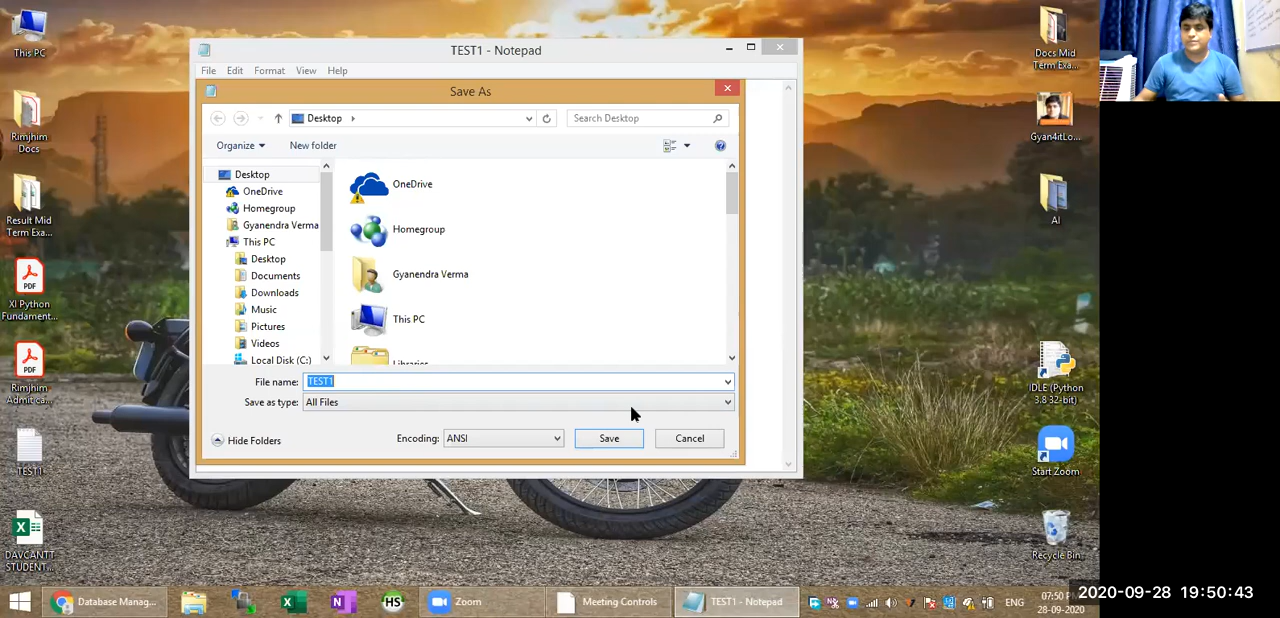 This PC
Rimjhim
Docs
Result Mid
Term Exa...
PDF
XI Python
Fundament...
PDF
Rimjhim
Admit ca...
TEST1
DAVCANTT
STUDENT...
TEST1 - Notepad
File Edit Format View Help
Save As
Desktop
Search Desktop
Organize
New folder
Desktop
OneDrive
Homegroup
Gyanendra Verma
This PC
Desktop
Documents
Downloads
Music
Pictures
Videos
Local Disk (C:)
OneDrive
Homegroup
Gyanendra Verma
This PC
Libraries
File name: TEST1
Save as type: All Files
Hide Folders
Encoding: ANSI
Save
Cancel
Docs Mid
Term Exa...
Gyan4itLo...
AI
IDLE (Python
3.8 32-bit)
Start Zoom
Recycle Bin
Database Manag...
HS
Zoom
Meeting Controls
TEST1 - Notepad
ENG
07:50 PM
28-09-2020
2020-09-28 19:50:43